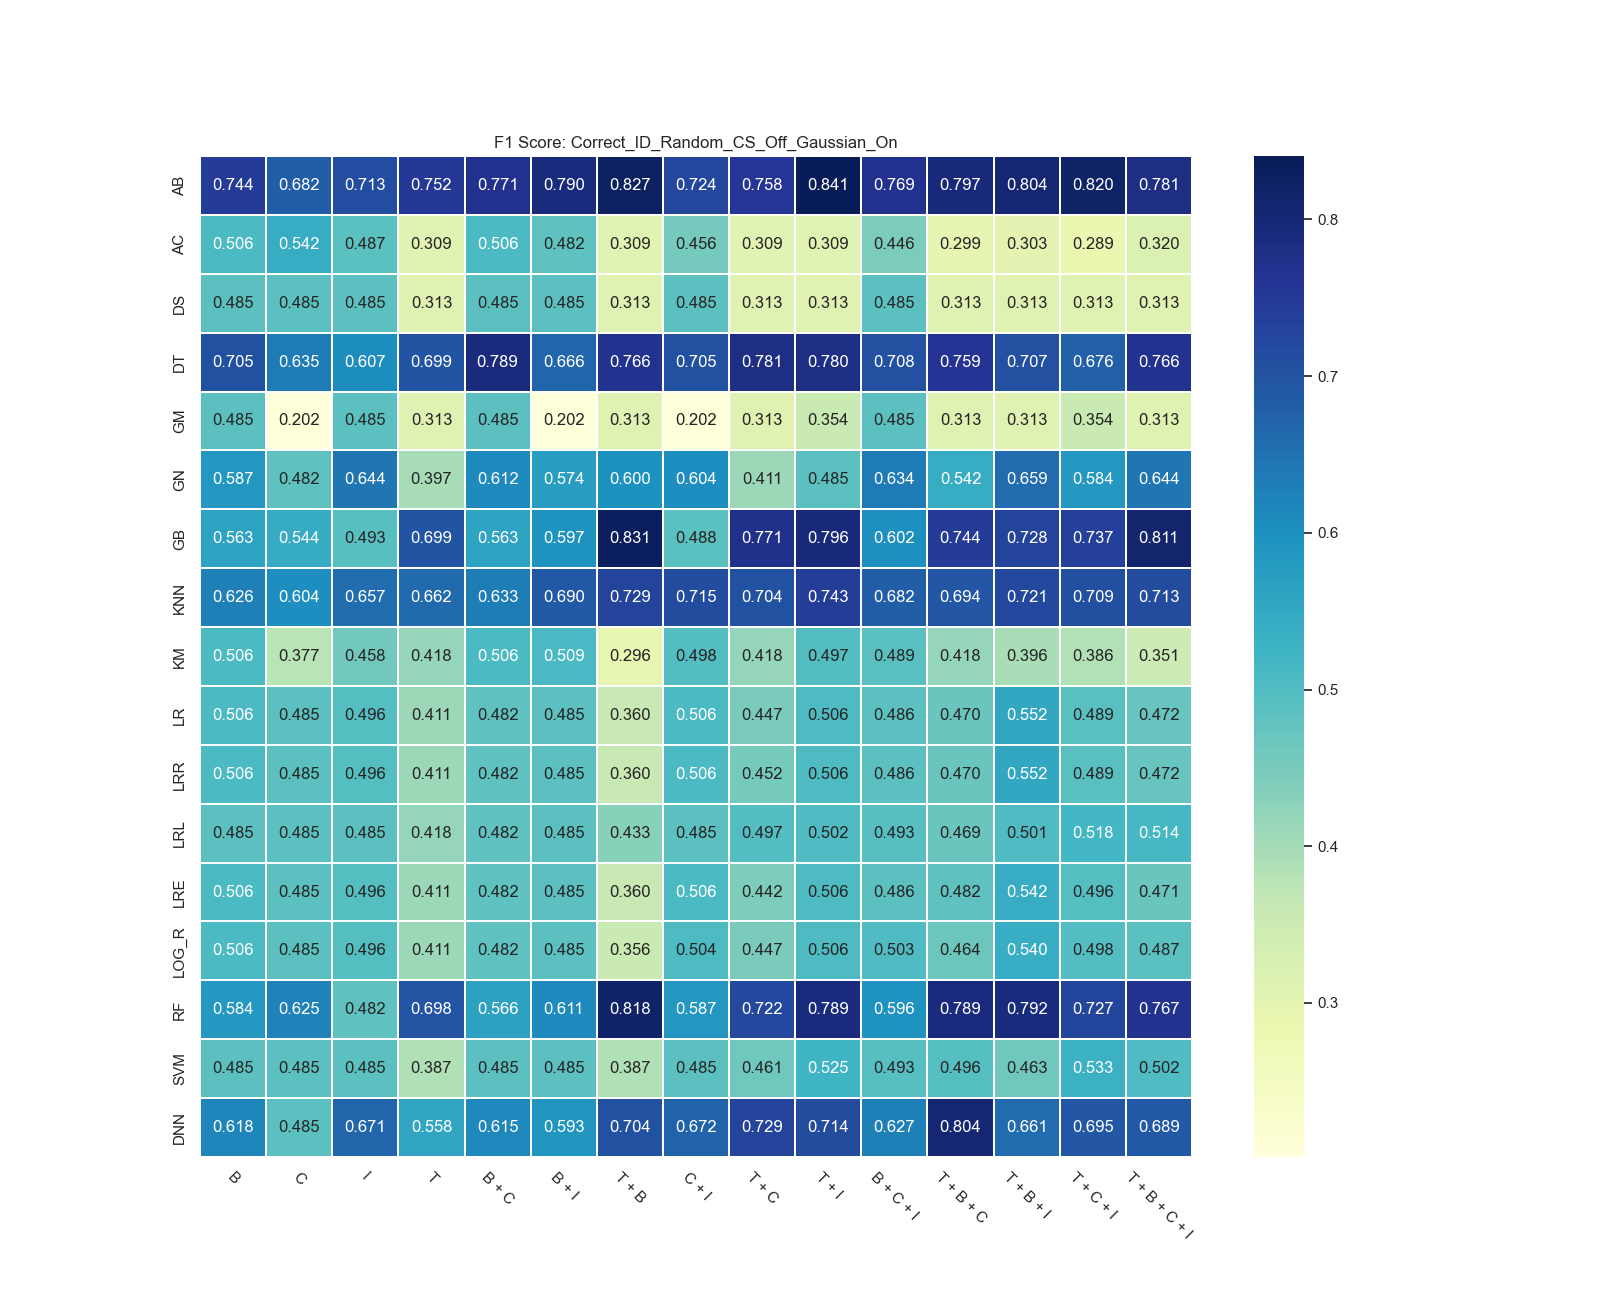 F1 Score: Correct_ID_Random_CS_Off_Gaussian_On
AB 0.744 0.682 0.713 0.752 0.771 0.790 0.827 0.724 0.758 0.841 0.769 0.797 0.804 0.820 0.781
AC 0.506 0.542 0.487 0.309 0.506 0.482 0.309 0.456 0.309 0.309 0.446 0.299 0.303 0.289 0.320
DS 0.485 0.485 0.485 0.313 0.485 0.485 0.313 0.485 0.313 0.313 0.485 0.313 0.313 0.313 0.313
DT 0.705 0.635 0.607 0.699 0.789 0.666 0.766 0.705 0.781 0.780 0.708 0.759 0.707 0.676 0.766
GM 0.485 0.202 0.485 0.313 0.485 0.202 0.313 0.202 0.313 0.354 0.485 0.313 0.313 0.354 0.313
GN 0.587 0.482 0.644 0.397 0.612 0.574 0.600 0.604 0.411 0.485 0.634 0.542 0.659 0.584 0.644
GB 0.563 0.544 0.493 0.699 0.563 0.597 0.831 0.488 0.771 0.796 0.602 0.744 0.728 0.737 0.811
KNN 0.626 0.604 0.657 0.662 0.633 0.690 0.729 0.715 0.704 0.743 0.682 0.694 0.721 0.709 0.713
KM 0.506 0.377 0.458 0.418 0.506 0.509 0.296 0.498 0.418 0.497 0.489 0.418 0.396 0.386 0.351
LR 0.506 0.485 0.496 0.411 0.482 0.485 0.360 0.506 0.447 0.506 0.486 0.470 0.552 0.489 0.472
LRR 0.506 0.485 0.496 0.411 0.482 0.485 0.360 0.506 0.452 0.506 0.486 0.470 0.552 0.489 0.472
LRL 0.485 0.485 0.485 0.418 0.482 0.485 0.433 0.485 0.497 0.502 0.493 0.469 0.501 0.518 0.514
LRE 0.506 0.485 0.496 0.411 0.482 0.485 0.360 0.506 0.442 0.506 0.486 0.482 0.542 0.496 0.471
LOG_R 0.506 0.485 0.496 0.411 0.482 0.485 0.356 0.504 0.447 0.506 0.503 0.464 0.540 0.498 0.487
RF 0.584 0.625 0.482 0.698 0.566 0.611 0.818 0.587 0.722 0.789 0.596 0.789 0.792 0.727 0.767
SVM 0.485 0.485 0.485 0.387 0.485 0.485 0.387 0.485 0.461 0.525 0.493 0.496 0.463 0.533 0.502
DNN 0.618 0.485 0.671 0.558 0.615 0.593 0.704 0.672 0.729 0.714 0.627 0.804 0.661 0.695 0.689
B C I T B + C B + I T + B C + I T + C T + I B + C + I T + B + C T + B + I T + C + I T + B + C + I
0.8
0.7
0.6
0.5
0.4
0.3